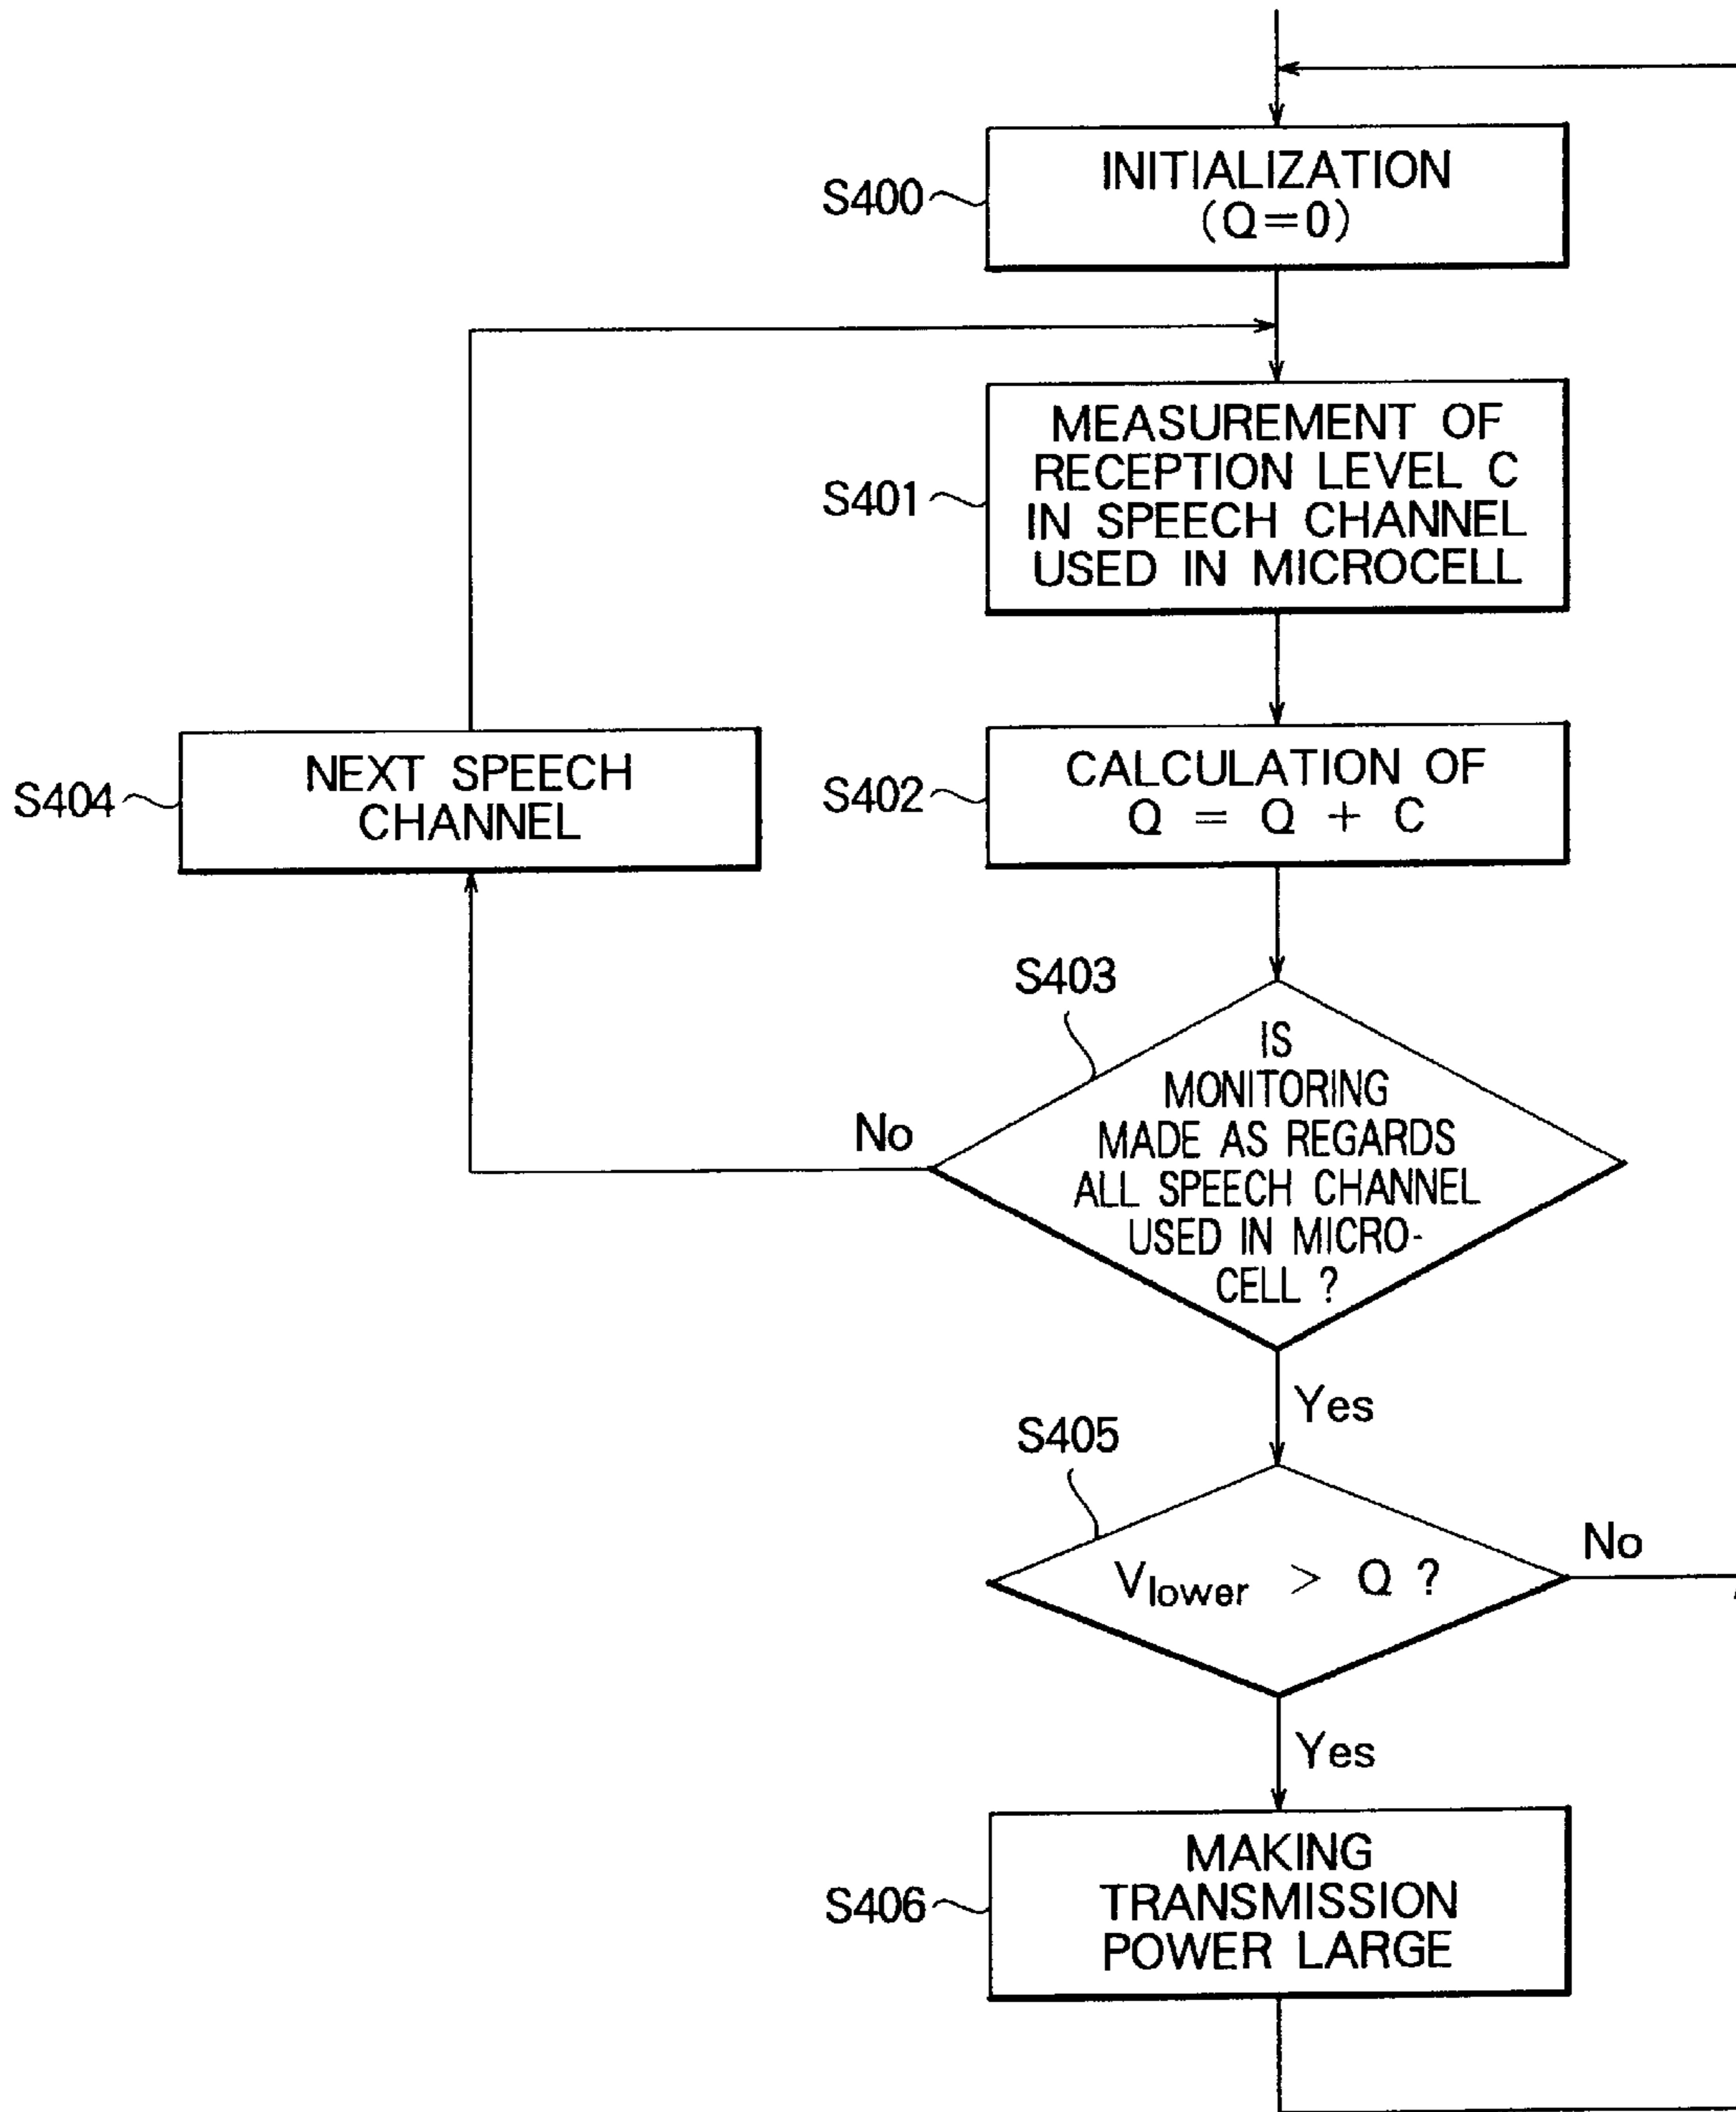 S400
INITIALIZATION
(Q=0)
S401
MEASUREMENT OF
RECEPTION LEVEL C
IN SPEECH CHANNEL
USED IN MICROCELL
S404
NEXT SPEECH
CHANNEL
S402
CALCULATION OF
Q = Q + C
S403
IS
MONITORING
MADE AS REGARDS
ALL SPEECH CHANNEL
USED IN MICRO-
CELL ?
No
Yes
S405
Vlower > Q ?
No
Yes
S406
MAKING
TRANSMISSION
POWER LARGE